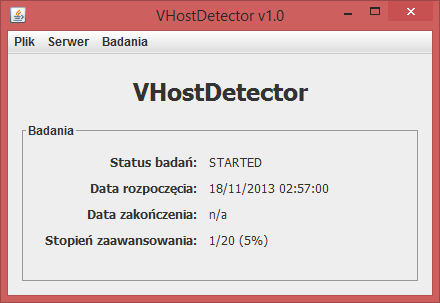 VHostDetector v1.0
Plik Serwer Badania
VHostDetector
Badania
Status badań: STARTED
Data rozpoczęcia: 18/11/2013 02:57:00
Data zakończenia: n/a
Stopień zaawansowania: 1/20 (5%)